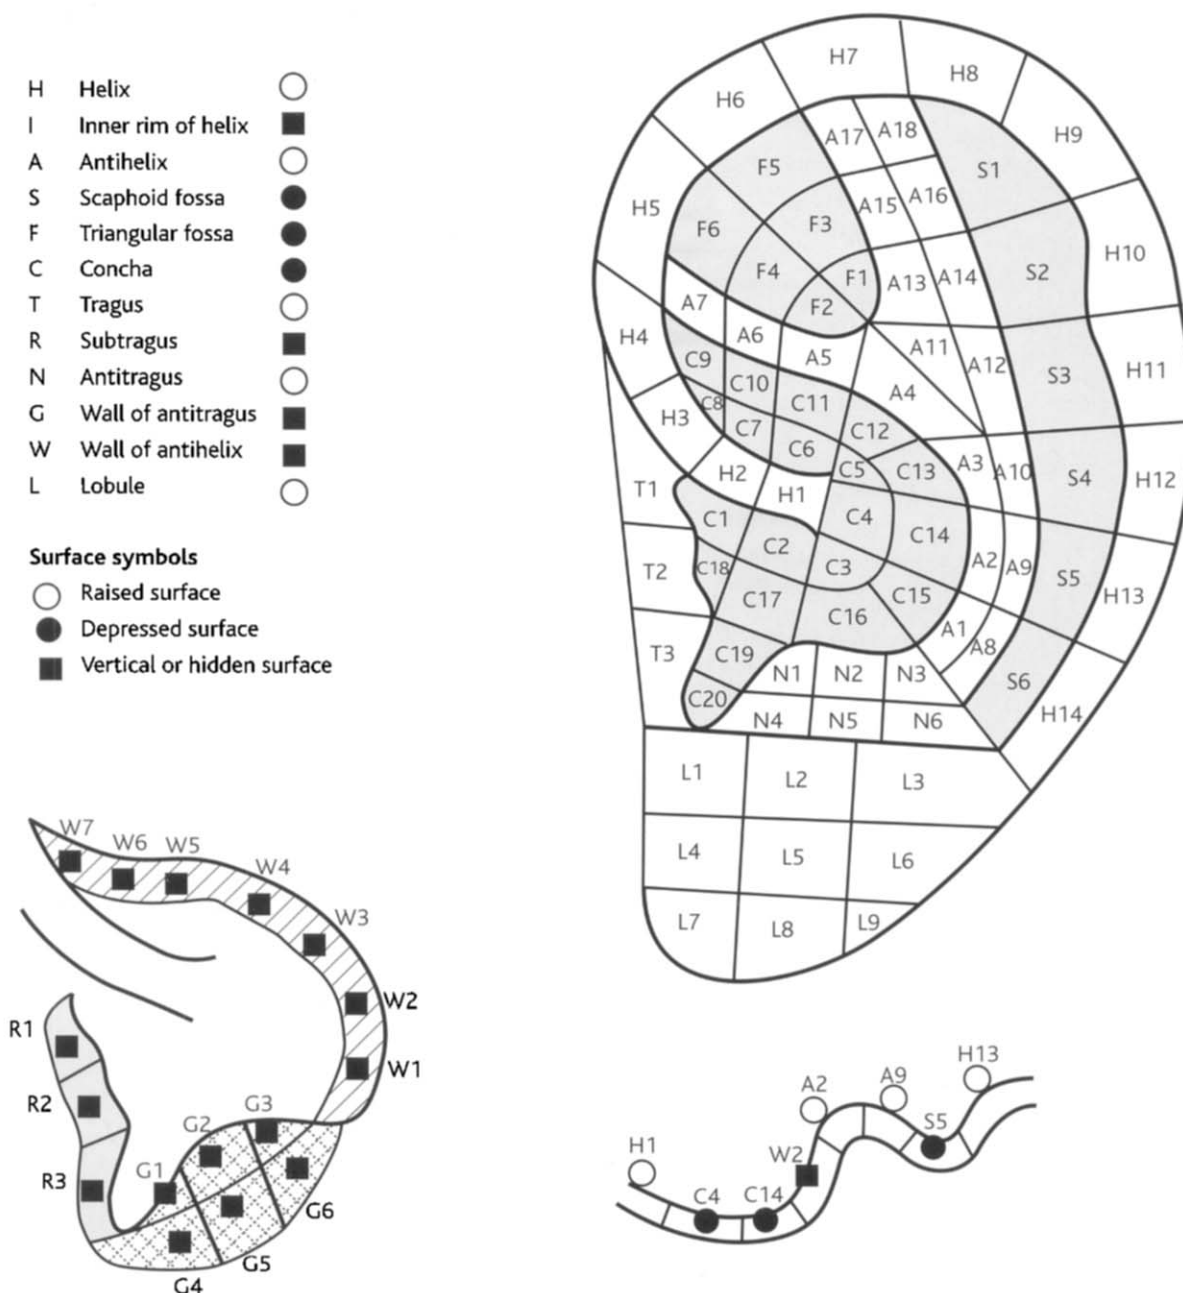 H Helix
I Inner rim of helix
A Antihelix
S Scaphoid fossa
F Triangular fossa
C Concha
T Tragus
R Subtragus
N Antitragus
G Wall of antitragus
W Wall of antihelix
L Lobule
Surface symbols
Raised surface
Depressed surface
Vertical or hidden surface
H7
H8
H6
H9
A17 A18
F5
S1
H5
F6
F3
A15 A16
H10
F4
F1
A13 A14
S2
A7
F2
H4
A6
A5
A11
A12
S3
H11
C9
C10
A4
C8
C11
H3
C7
C12
C6
C5
C13
A3
A10
S4
H12
T1
H2
H1
C1
C4
C14
C2
A2
A9
S5
T2
C18
C3
H13
C17
C15
C16
A1
A8
T3
C19
N1 N2 N3
S6
C20
N4 N5 N6
H14
L1 L2 L3
L4 L5 L6
L7 L8 L9
W7
W6 W5
W4
W3
W2
W1
R1
R2
R3
G3
G2
G1
G6
G5
G4
H13
A9
A2
S5
H1
W2
C4 C14